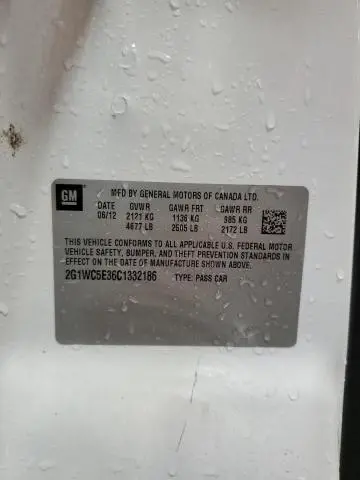 GM
MFD BY GENERAL MOTORS OF CANADA LTD.
DATE GVWR GAWR FRT GAWR RR
06/12 2121 KG 1136 KG 985 KG
4677 LB 2505 LB 2172 LB
THIS VEHICLE CONFORMS TO ALL APPLICABLE U.S. FEDERAL MOTOR
VEHICLE SAFETY, BUMPER, AND THEFT PREVENTION STANDARDS IN
EFFECT ON THE DATE OF MANUFACTURE SHOWN ABOVE.
2G1WC5E36C1332186 TYPE: PASS CAR